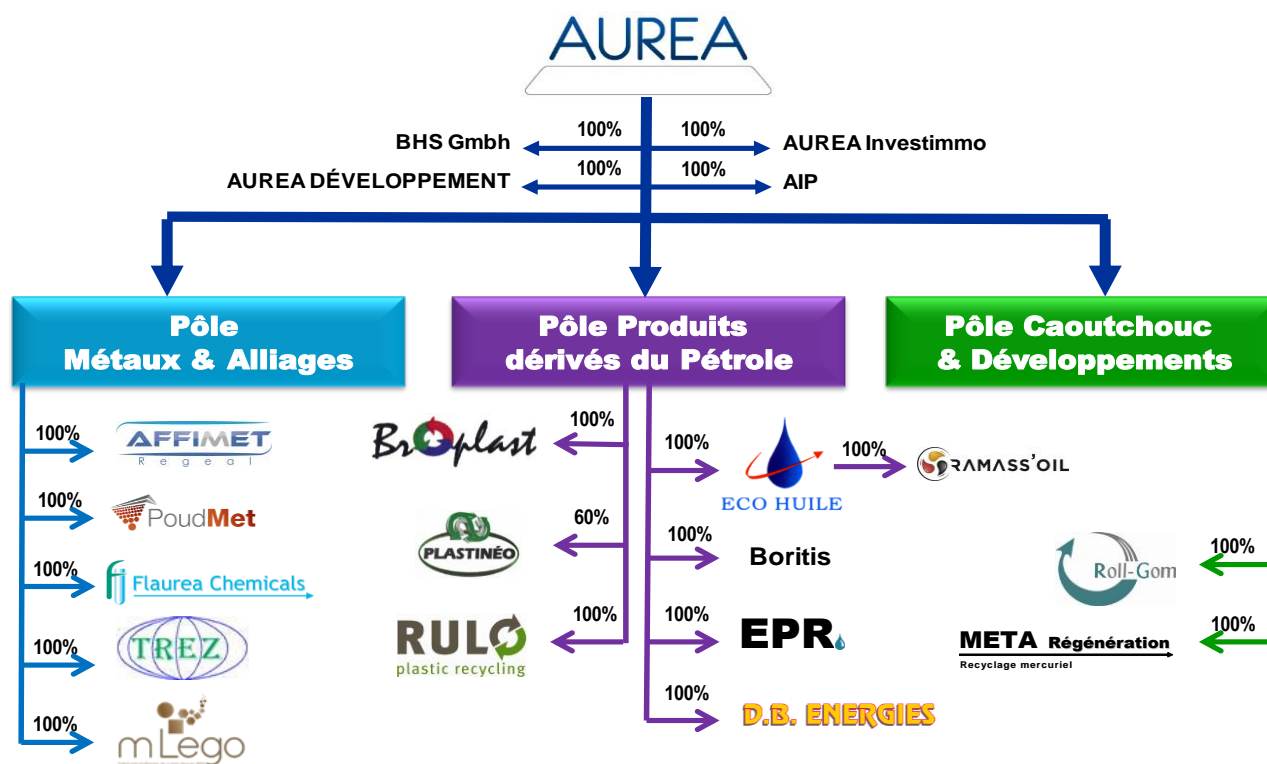 AUREA
BHS Gmbh
100%
100%
AUREA Investimmo
AUREA DÉVELOPPEMENT
100%
100%
AIP
Pôle
Métaux & Alliages
Pôle Produits
dérivés du Pétrole
Pôle Caoutchouc
& Développements
100%
AFFIMET
Regeal
100%
PoudMet
100%
Flaurea Chemicals
100%
TREZ
100%
mLego
Broplast
100%
PLASTINÉO
60%
RULO
plastic recycling
100%
100%
ECO HUILE
100%
RAMASS'OIL
100%
Boritis
100%
EPR
100%
D.B. ENERGIES
Roll-Gom
100%
META Régénération
Recyclage mercuriel
100%